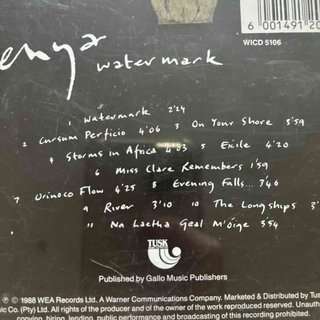 6 001491 20
WICD 5106
enya
watermark
1 Watermark 2'24
2 Cursum Perficio 4'06 3 On Your Shore 3'59
4 Storms in Africa 4'03 5 Exile 4'20
6 Miss Clare Remembers 1'59
7 Orinoco Flow 4'25 8 Evening Falls... 3'46
9 River 3'10 10 The Longships 3'
11 Na Laetha Geal M'óige 3'54
TUSK
Published by Gallo Music Publishers
℗ © 1988 WEA Records Ltd. A Warner Communications Company. Marketed & Distributed by Tusk
ic Co. (Pty) Ltd. All rights of the producer and of the owner of the work reproduced reserved. Unauth
copying, hiring, lending, public performance and broadcasting of this recording prohibited.